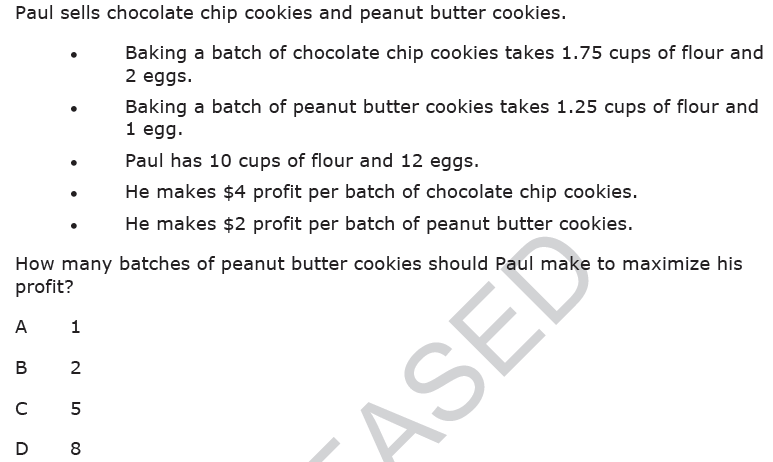 Paul sells chocolate chip cookies and peanut butter cookies.
• Baking a batch of chocolate chip cookies takes 1.75 cups of flour and
2 eggs.
• Baking a batch of peanut butter cookies takes 1.25 cups of flour and
1 egg.
• Paul has 10 cups of flour and 12 eggs.
• He makes $4 profit per batch of chocolate chip cookies.
• He makes $2 profit per batch of peanut butter cookies.
How many batches of peanut butter cookies should Paul make to maximize his
profit?
A 1
B 2
C 5
D 8
EASED